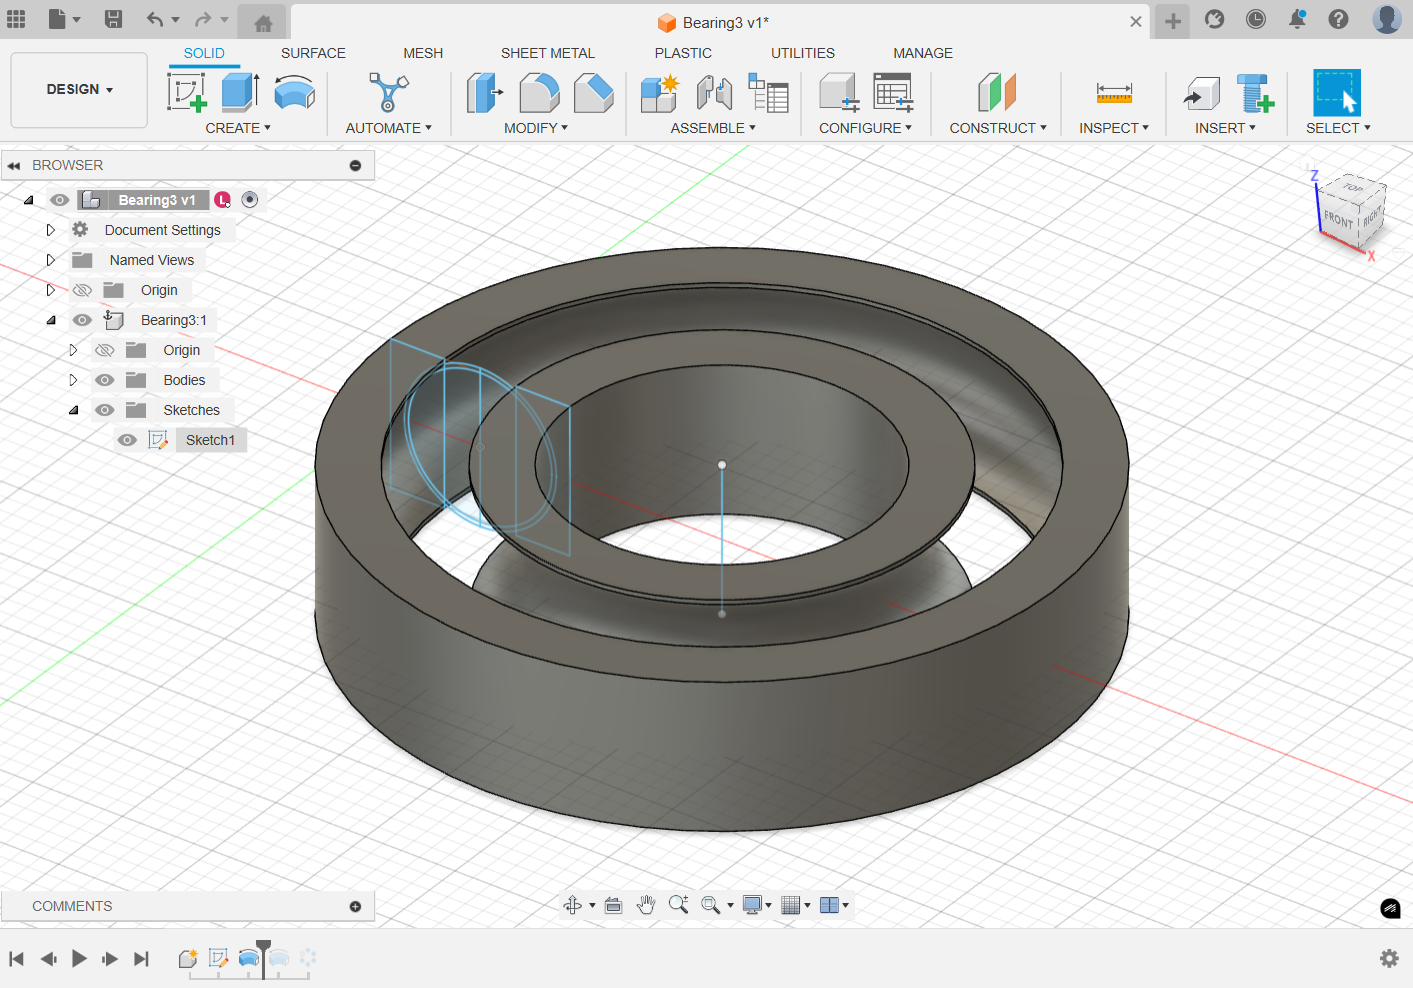 Bearing3 v1*
DESIGN
SOLID
SURFACE
MESH
SHEET METAL
PLASTIC
UTILITIES
MANAGE
CREATE
AUTOMATE
MODIFY
ASSEMBLE
CONFIGURE
CONSTRUCT
INSPECT
INSERT
SELECT
BROWSER
Bearing3 v1
L
Document Settings
Named Views
Origin
Bearing3:1
Origin
Bodies
Sketches
Sketch1
Z
TOP
FRONT
RIGHT
X
COMMENTS